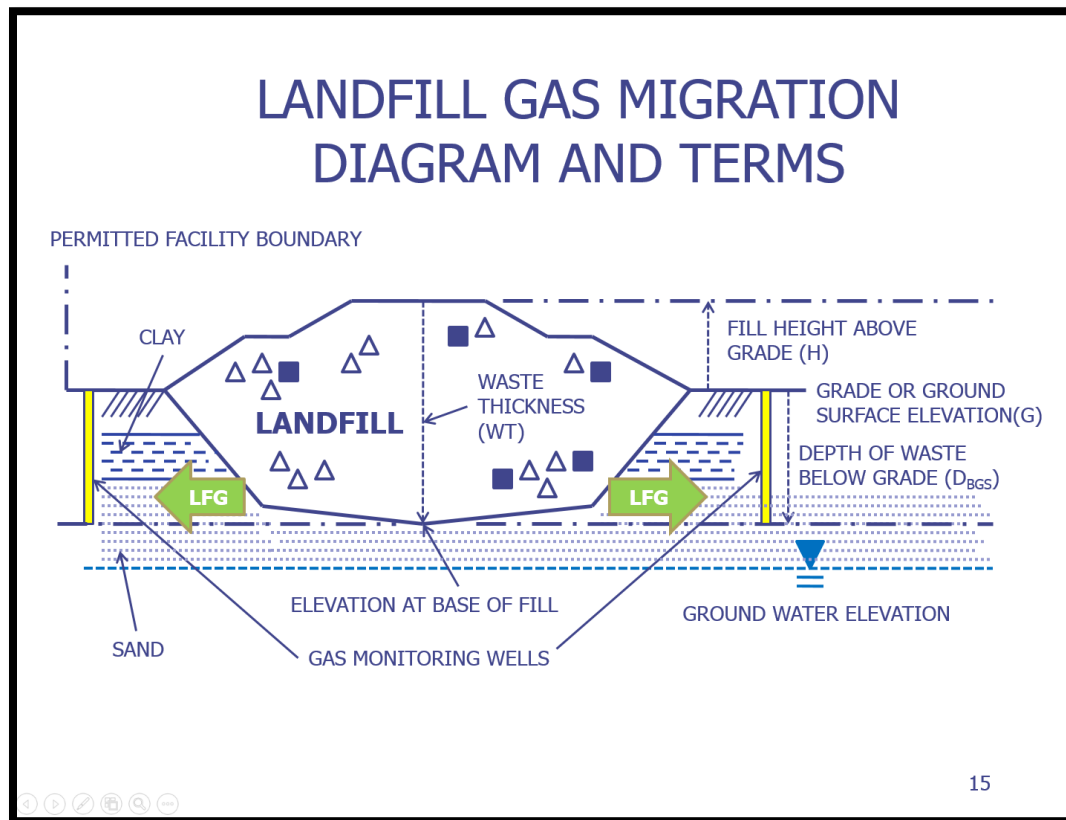 LANDFILL GAS MIGRATION
DIAGRAM AND TERMS
PERMITTED FACILITY BOUNDARY
CLAY
FILL HEIGHT ABOVE
GRADE (H)
WASTE
THICKNESS
(WT)
GRADE OR GROUND
SURFACE ELEVATION(G)
LANDFILL
DEPTH OF WASTE
BELOW GRADE (D_BGS)
LFG
LFG
ELEVATION AT BASE OF FILL
GROUND WATER ELEVATION
SAND
GAS MONITORING WELLS
15